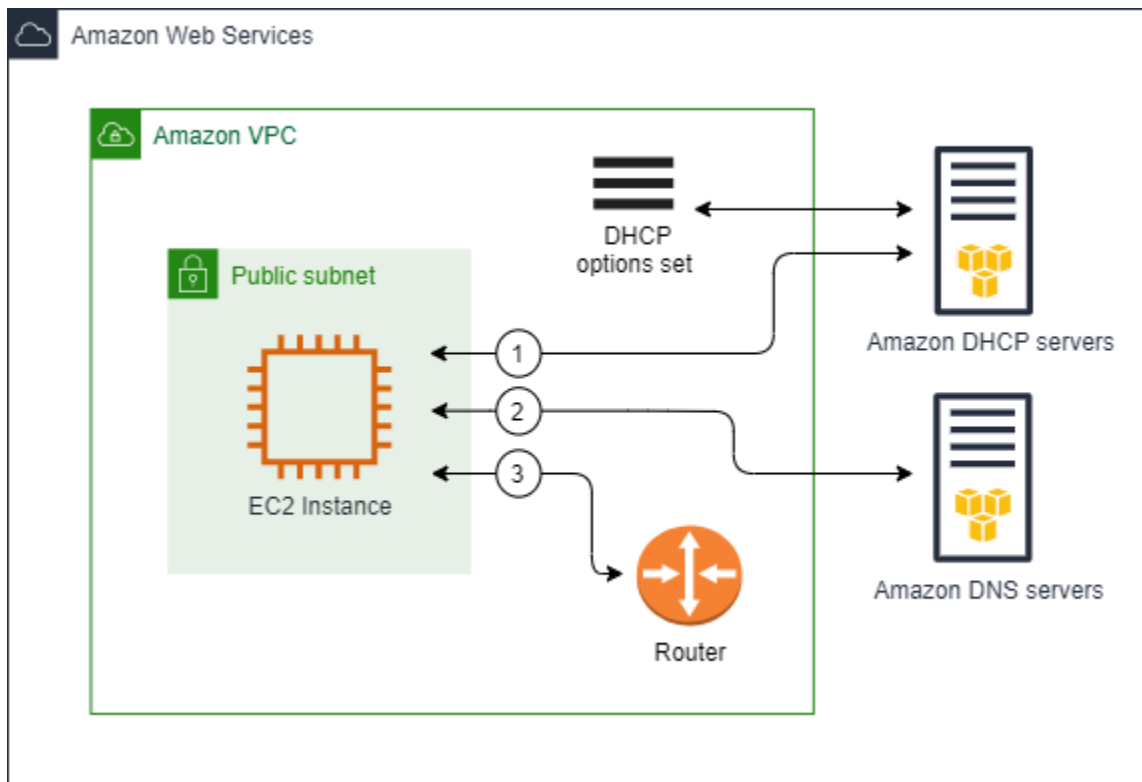 Amazon Web Services
Amazon VPC
DHCP
options set
Public subnet
1
Amazon DHCP servers
2
3
EC2 Instance
Amazon DNS servers
Router